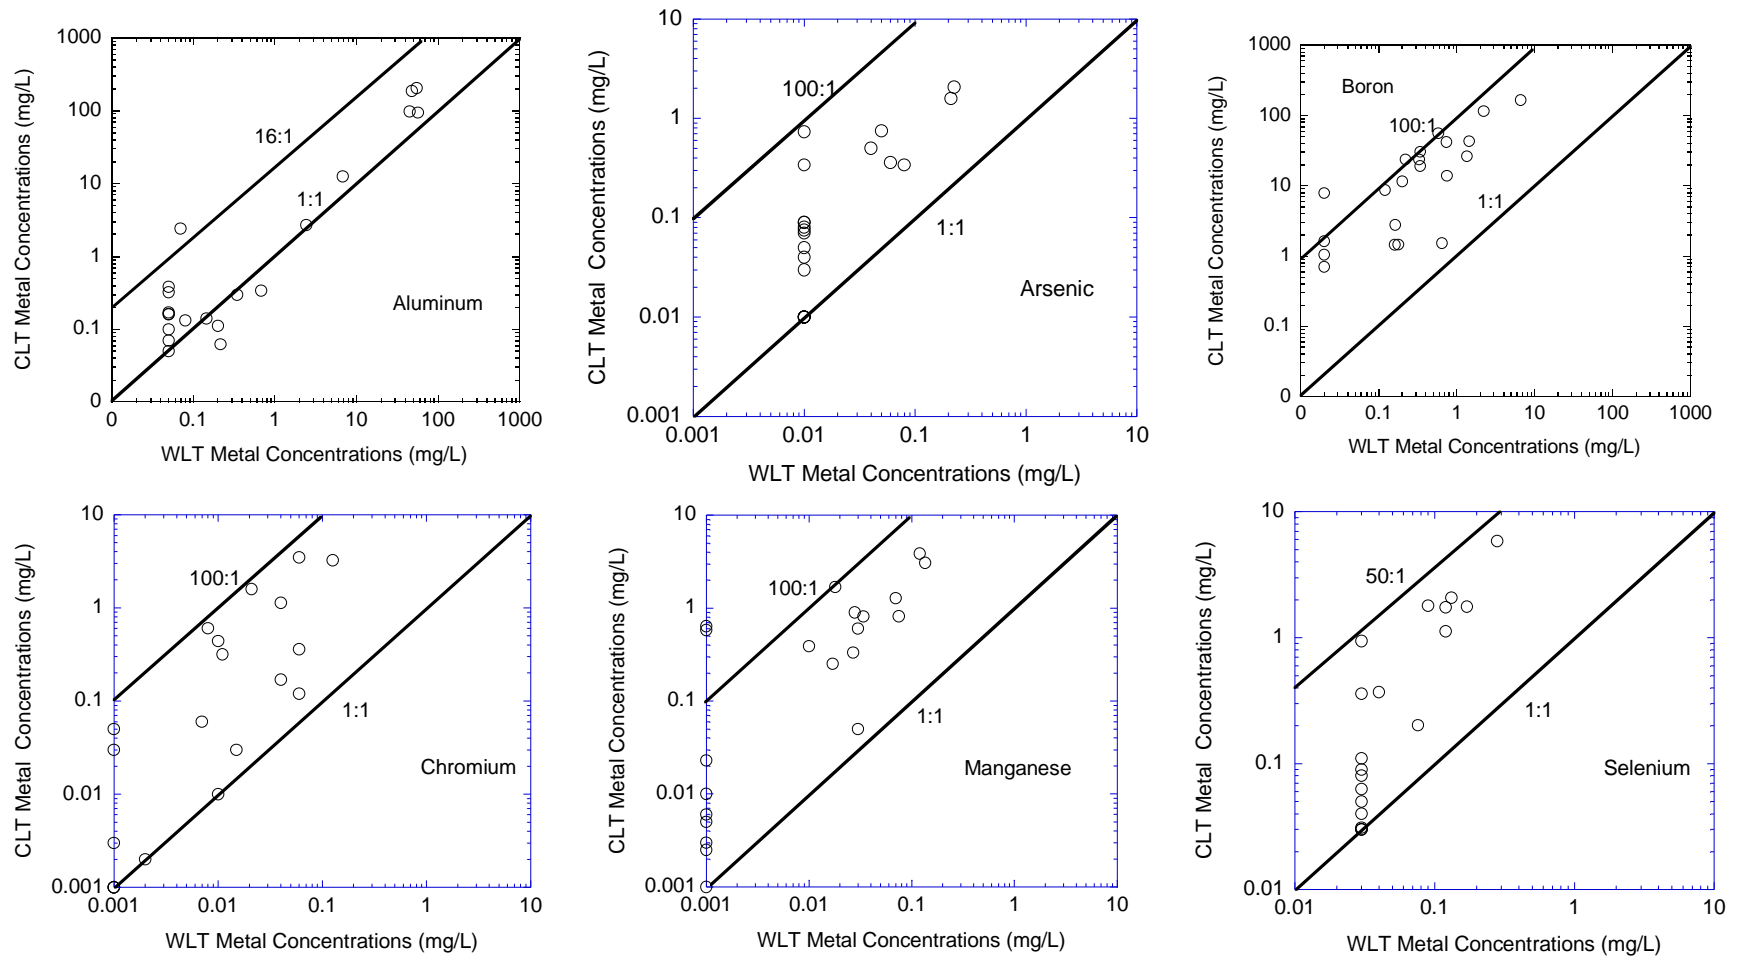 1000
100
10
1
0.1
0
0 0.1 1 10 100 1000
CLT Metal Concentrations (mg/L)
WLT Metal Concentrations (mg/L)
16:1
1:1
Aluminum
10
1
0.1
0.01
0.001
0.001 0.01 0.1 1 10
CLT Metal Concentrations (mg/L)
WLT Metal Concentrations (mg/L)
100:1
1:1
Arsenic
1000
100
10
1
0.1
0
0 0.1 1 10 100 1000
CLT Metal Concentrations (mg/L)
WLT Metal Concentrations (mg/L)
Boron
100:1
1:1
10
1
0.1
0.01
0.001
0.001 0.01 0.1 1 10
CLT Metal Concentrations (mg/L)
WLT Metal Concentrations (mg/L)
100:1
1:1
Chromium
10
1
0.1
0.01
0.001
0.001 0.01 0.1 1 10
CLT Metal Concentrations (mg/L)
WLT Metal Concentrations (mg/L)
100:1
1:1
Manganese
10
1
0.1
0.01
0.01 0.1 1 10
CLT Metal Concentrations (mg/L)
WLT Metal Concentrations (mg/L)
50:1
1:1
Selenium